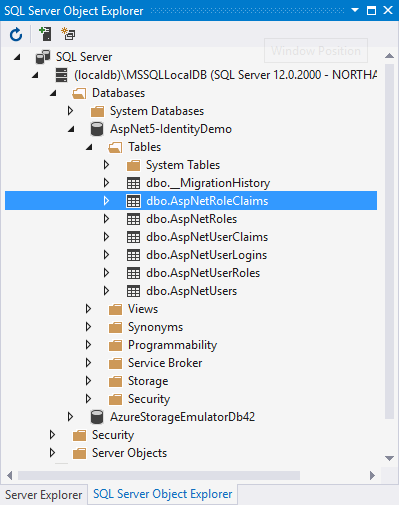 SQL Server Object Explorer
Window Position
SQL Server
(localdb)\MSSQLLocalDB (SQL Server 12.0.2000 - NORTHA
Databases
System Databases
AspNet5-IdentityDemo
Tables
System Tables
dbo.__MigrationHistory
dbo.AspNetRoleClaims
dbo.AspNetRoles
dbo.AspNetUserClaims
dbo.AspNetUserLogins
dbo.AspNetUserRoles
dbo.AspNetUsers
Views
Synonyms
Programmability
Service Broker
Storage
Security
AzureStorageEmulatorDb42
Security
Server Objects
Server Explorer SQL Server Object Explorer